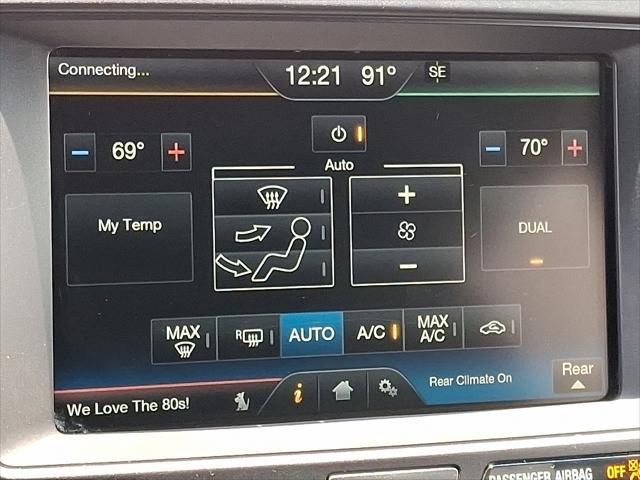 Connecting...
12:21 91° SE
69° 70°
Auto
My Temp
DUAL
MAX R AUTO A/C MAX A/C
Rear Climate On
Rear
We Love The 80s!
i
PASSENGER AIRBAG OFF